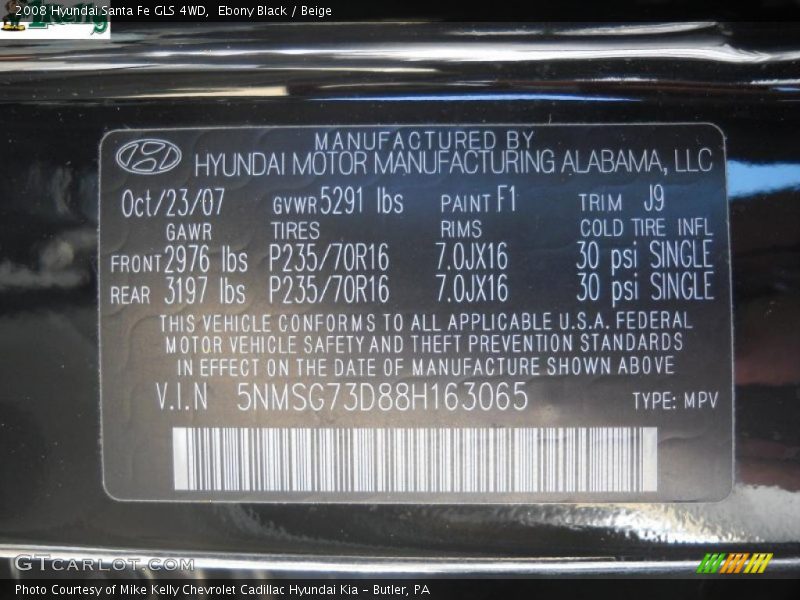 2008 Hyundai Santa Fe GLS 4WD, Ebony Black / Beige
MANUFACTURED BY
HYUNDAI MOTOR MANUFACTURING ALABAMA, LLC
Oct/23/07 GVWR 5291 lbs PAINT F1 TRIM J9
GAWR TIRES RIMS COLD TIRE INFL
FRONT 2976 lbs P235/70R16 7.0JX16 30 psi SINGLE
REAR 3197 lbs P235/70R16 7.0JX16 30 psi SINGLE
THIS VEHICLE CONFORMS TO ALL APPLICABLE U.S.A. FEDERAL
MOTOR VEHICLE SAFETY AND THEFT PREVENTION STANDARDS
IN EFFECT ON THE DATE OF MANUFACTURE SHOWN ABOVE
V.I.N 5NMSG73D88H163065 TYPE: MPV
GTCARLOT.COM
Photo Courtesy of Mike Kelly Chevrolet Cadillac Hyundai Kia - Butler, PA